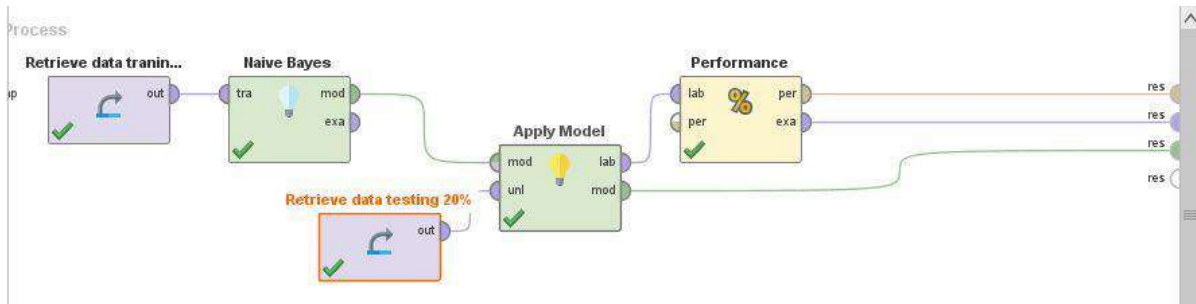 Process
Retrieve data tranin...
out
Naive Bayes
tra
mod
exa
Apply Model
mod
unl
lab
mod
Retrieve data testing 20%
out
Performance
lab
per
%
per
exa
res
res
res
res